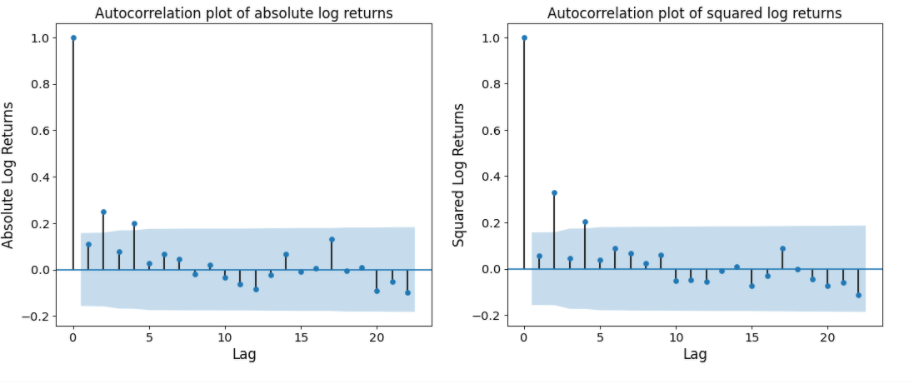 Autocorrelation plot of absolute log returns
Absolute Log Returns
1.0
0.8
0.6
0.4
0.2
0.0
−0.2
0 5 10 15 20
Lag
Autocorrelation plot of squared log returns
Squared Log Returns
1.0
0.8
0.6
0.4
0.2
0.0
−0.2
0 5 10 15 20
Lag